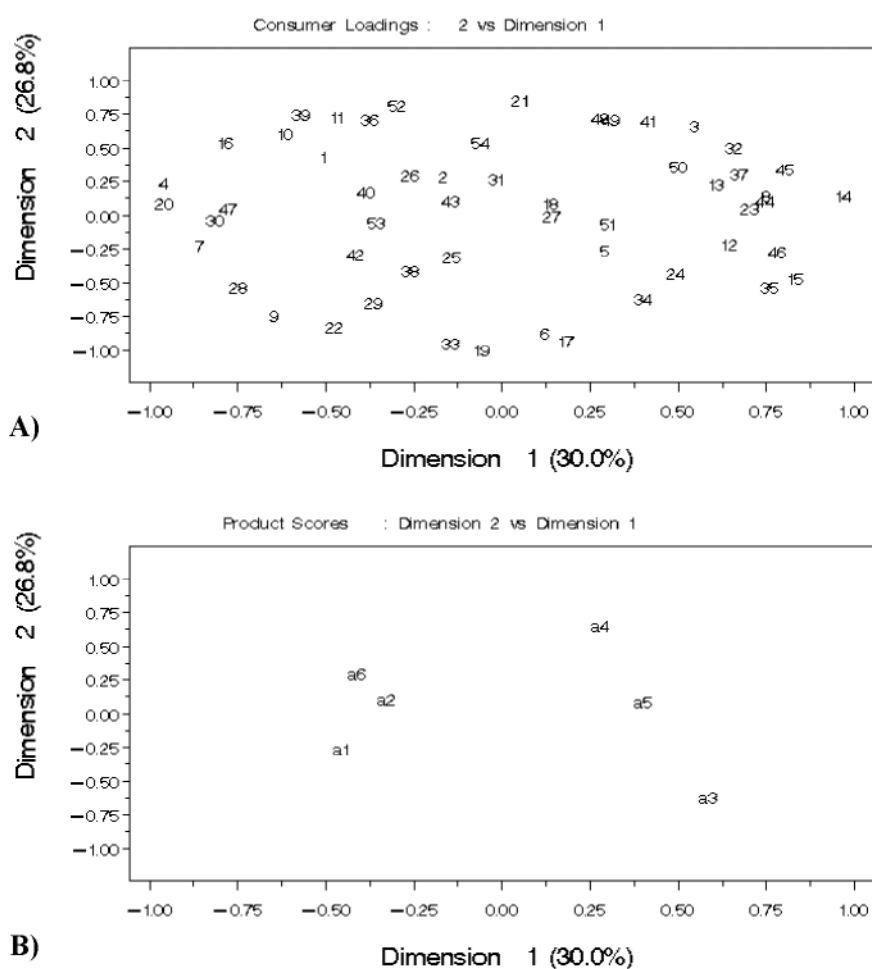 Consumer Loadings : 2 vs Dimension 1
Dimension 2 (26.8%)
1.00
0.75
0.50
0.25
0.00
−0.25
−0.50
−0.75
−1.00
21
52
39 11 36 48 49 41 3
10
16 54 32
1
50 45
26 2 31 37
4 13
40 14
20 43 18 8 44
47 23
30 53 27 51
7 12
42 25 5 46
38 24 15
28 35
29 34
9
22
6
33 19 17
−1.00 −0.75 −0.50 −0.25 0.00 0.25 0.50 0.75 1.00
A)
Dimension 1 (30.0%)
Product Scores : Dimension 2 vs Dimension 1
Dimension 2 (26.8%)
1.00
0.75
0.50
0.25
0.00
−0.25
−0.50
−0.75
−1.00
a4
a6
a2 a5
a1
a3
−1.00 −0.75 −0.50 −0.25 0.00 0.25 0.50 0.75 1.00
B)
Dimension 1 (30.0%)